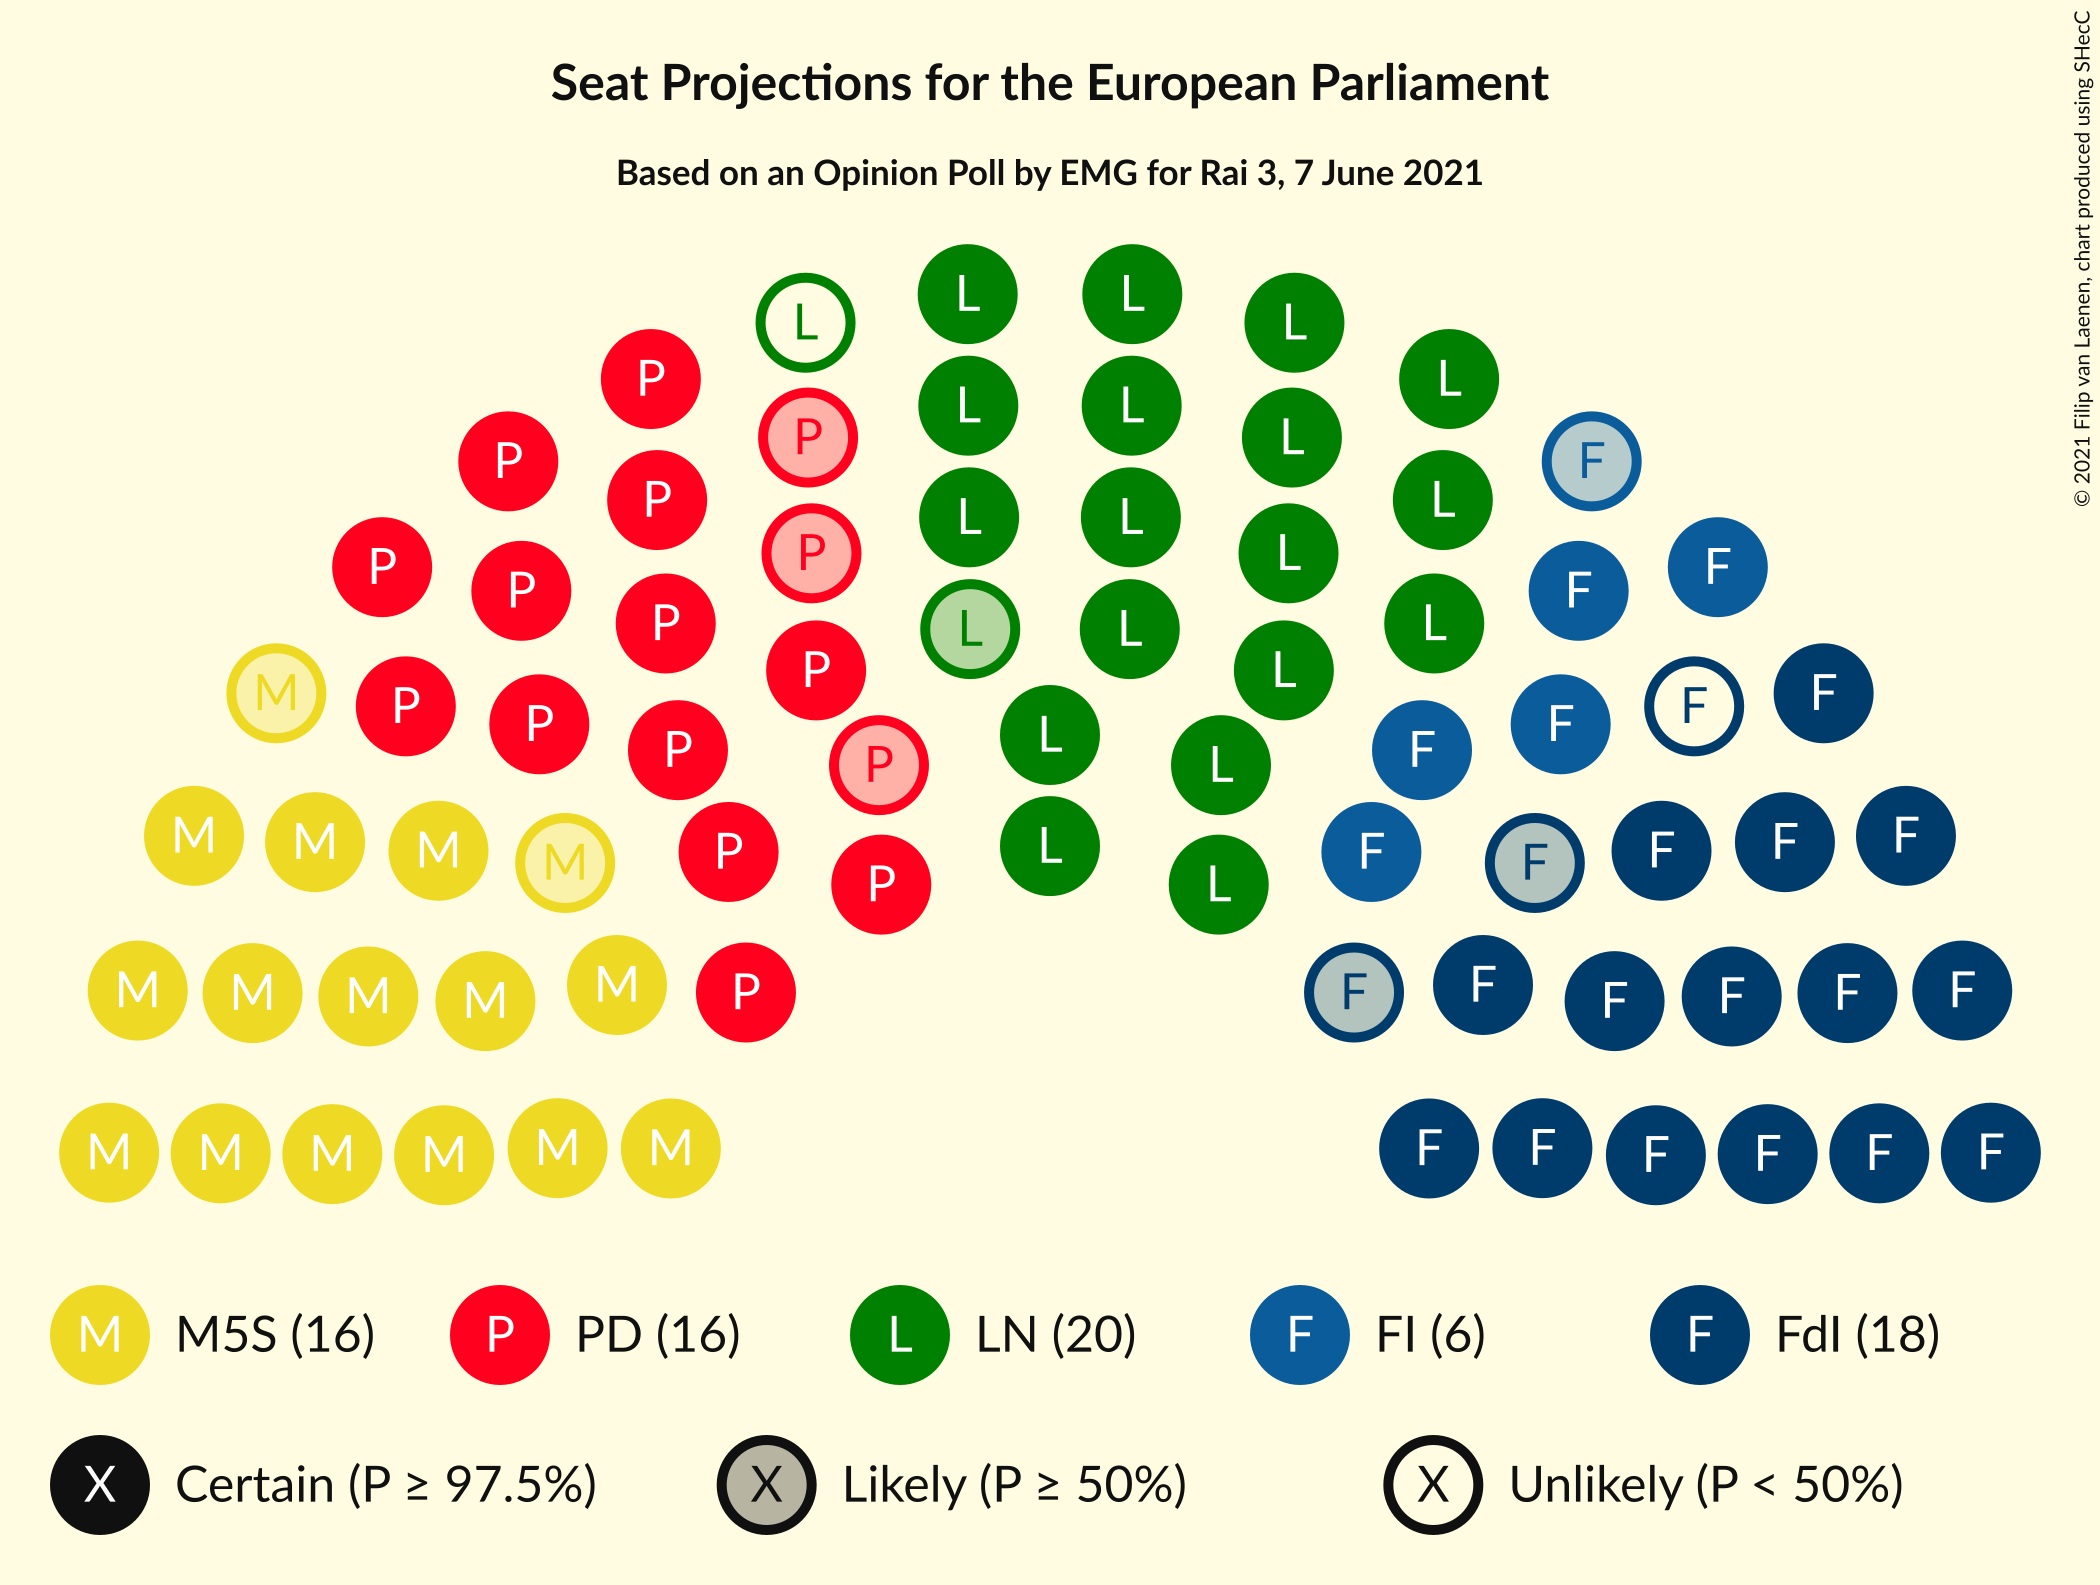 Seat Projections for the European Parliament
Based on an Opinion Poll by EMG for Rai 3, 7 June 2021
© 2021 Filip van Laenen, chart produced using SHecC
L L
L L
P L
L L
P L
P F
L L
P L
P L
P F
P F
P F
P L
L L
P L
P L
M F
P F
P F
P F
P L
L
M M M M P P L L F F F F F
P L
M M M M M P F F F F F F
M M M M M M F F F F F F
M M5S (16) P PD (16) L LN (20) F FI (6) F FdI (18)
X Certain (P ≥ 97.5%) X Likely (P ≥ 50%) X Unlikely (P < 50%)